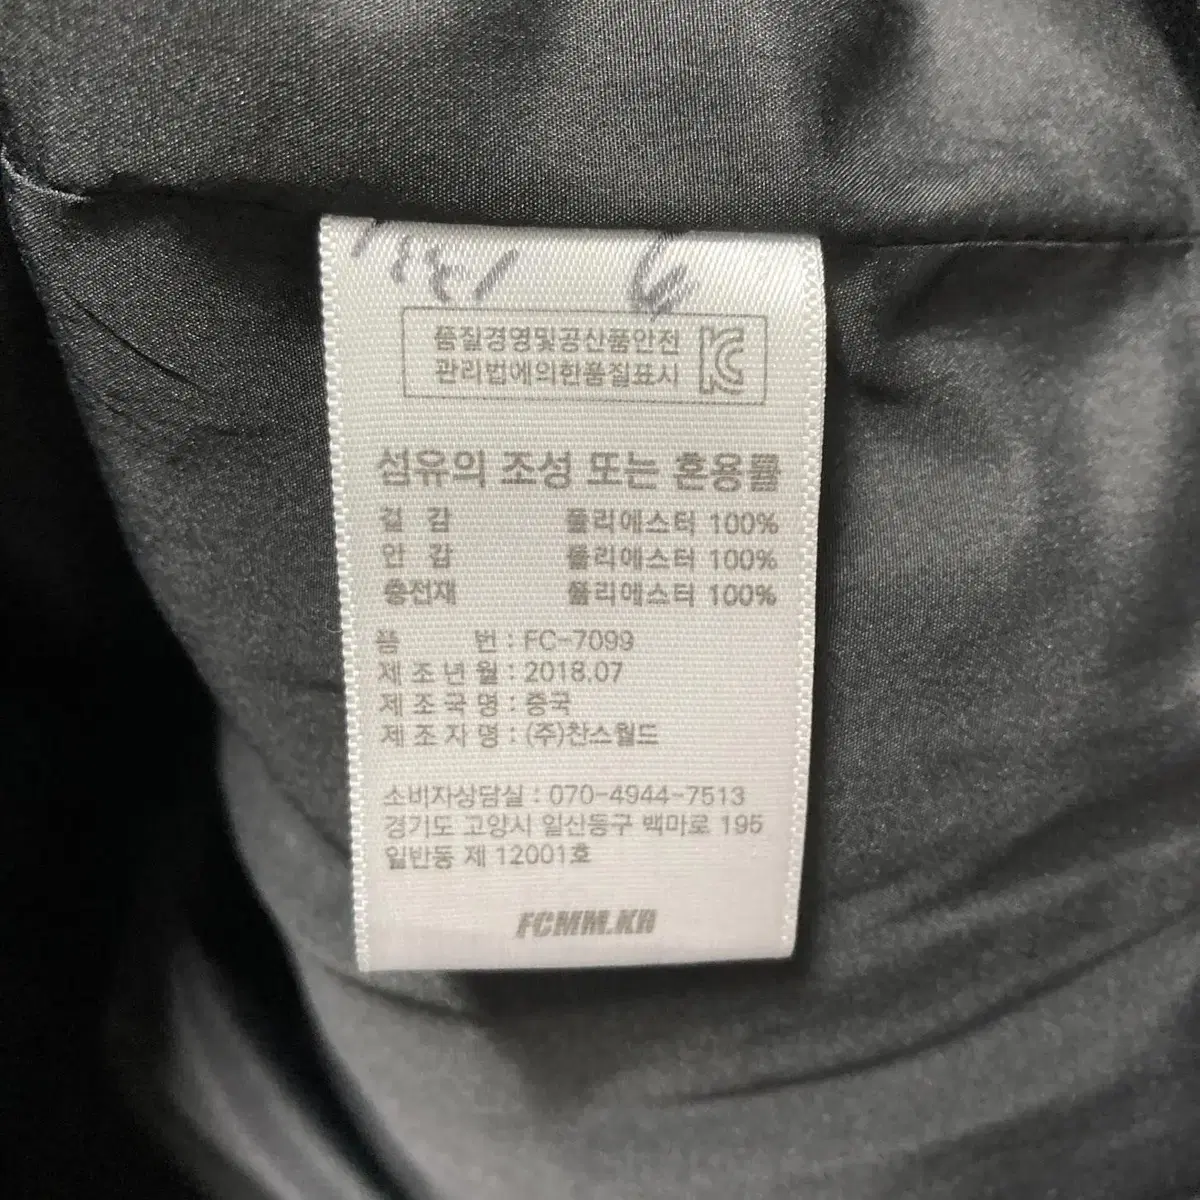 품질경영및공산품안전
관리법에의한품질표시
섬유의 조성 또는 혼용률
겉 감 폴리에스터 100%
안 감 폴리에스터 100%
충전재 폴리에스터 100%
품 번 : FC-7099
제 조 년 월 : 2018.07
제 조 국 명 : 중국
제 조 자 명 : (주)찬스월드
소비자상담실 : 070-4944-7513
경기도 고양시 일산동구 백마로 195
일반동 제 12001호
FCMM.KR